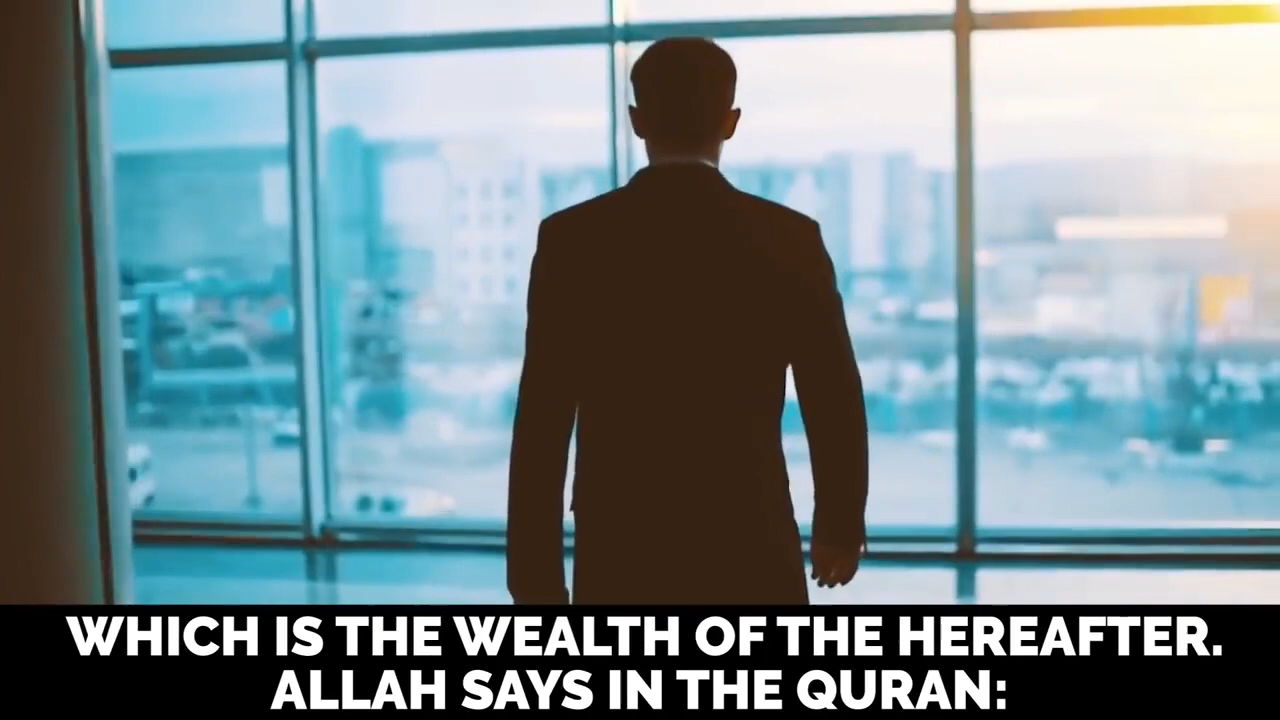 WHICH IS THE WEALTH OF THE HEREAFTER.
ALLAH SAYS IN THE QURAN: